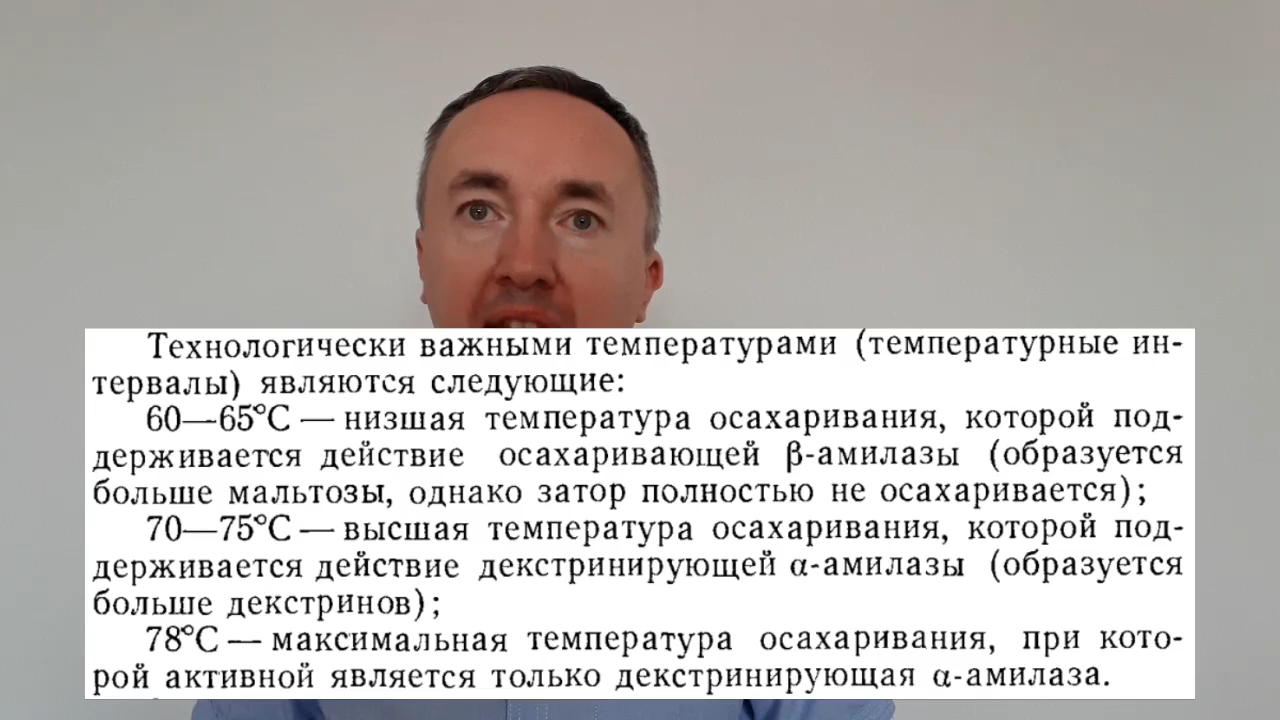 Технологически важными температурами (температурные ин-
тервалы) являются следующие:
60—65°С — низшая температура осахаривания, которой под-
держивается действие осахаривающей β-амилазы (образуется
больше мальтозы, однако затор полностью не осахаривается);
70—75°С — высшая температура осахаривания, которой под-
держивается действие декстринирующей α-амилазы (образуется
больше декстринов);
78°С — максимальная температура осахаривания, при кото-
рой активной является только декстринирующая α-амилаза.